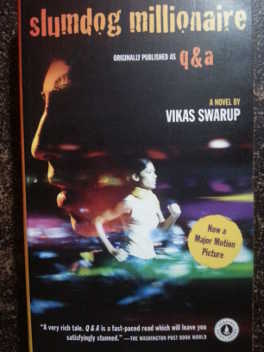 slumdog millionaire
ORIGINALLY PUBLISHED AS q&a
A NOVEL BY
VIKAS SWARUP
Now a
Major Motion
Picture
"A very rich tale. Q & A is a fast-paced read which will leave you
satisfyingly stunned." —THE WASHINGTON POST BOOK WORLD